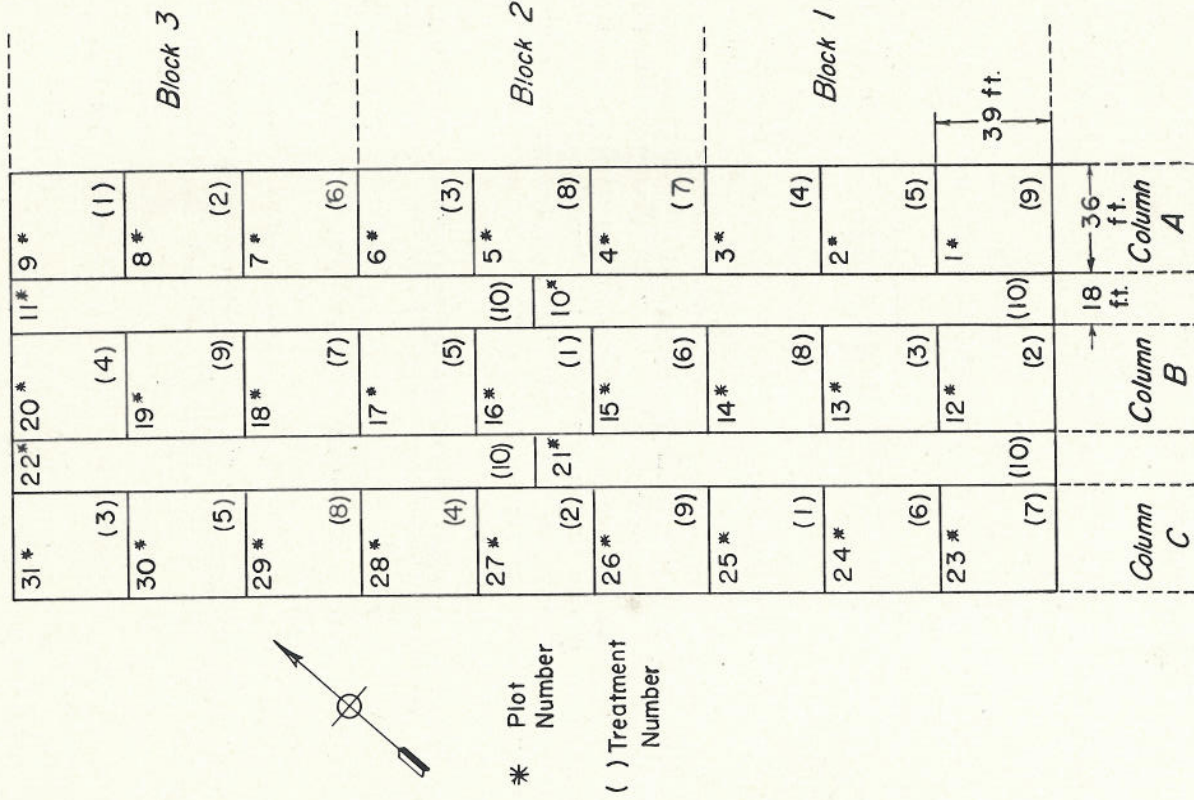 Block 3
Block 2
Block 1
31* (3)
30* (5)
29* (8)
28* (4)
27* (2)
26* (9)
25* (1)
24* (6)
23* (7)
22* (10)
21* (10)
20* (4)
19* (9)
18* (7)
17* (5)
16* (1)
15* (6)
14* (8)
13* (3)
12* (2)
11* (10)
10* (10)
9* (1)
8* (2)
7* (6)
6* (3)
5* (8)
4* (7)
3* (4)
2* (5)
1* (9)
39 ft.
36 ft.
18 ft.
Column C
Column B
Column A
* Plot
Number
( ) Treatment
Number